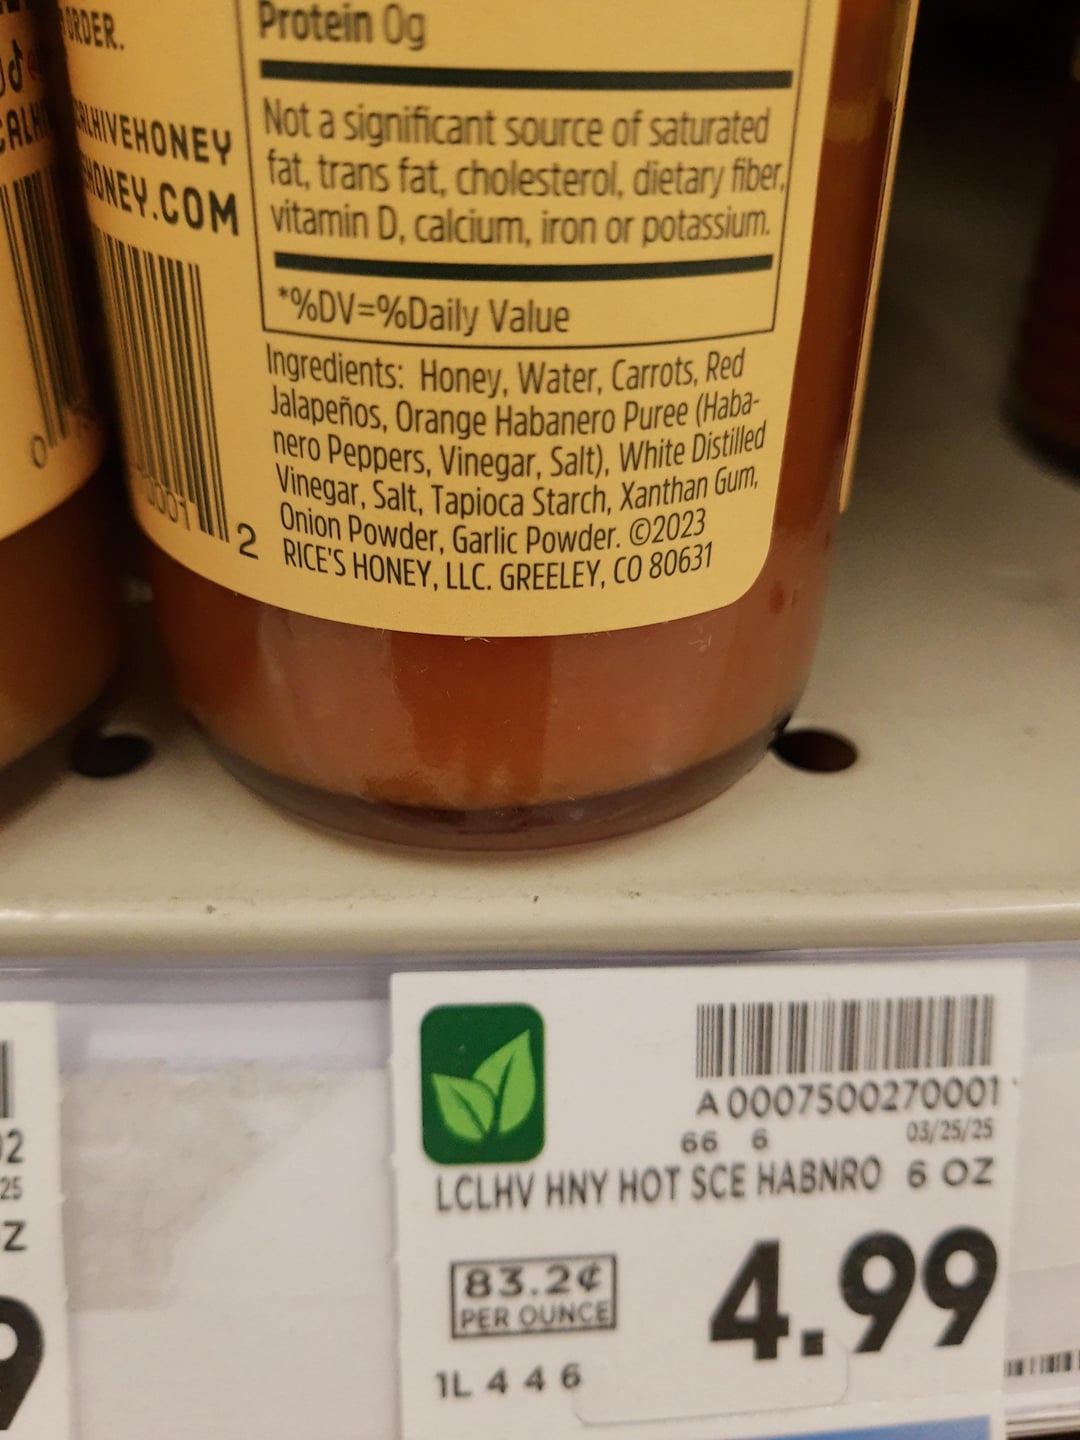 ORDER.
Protein 0g
Not a significant source of saturated
fat, trans fat, cholesterol, dietary fiber,
vitamin D, calcium, iron or potassium.
*%DV=%Daily Value
Ingredients: Honey, Water, Carrots, Red
Jalapeños, Orange Habanero Puree (Haba-
nero Peppers, Vinegar, Salt), White Distilled
Vinegar, Salt, Tapioca Starch, Xanthan Gum,
Onion Powder, Garlic Powder. ©2023
RICE'S HONEY, LLC. GREELEY, CO 80631
HONEY.COM
2
0
A 0007500270001
66 6 03/25/25
LCLHV HNY HOT SCE HABNRO 6 OZ
83.2¢
PER OUNCE
4.99
1L 4 4 6